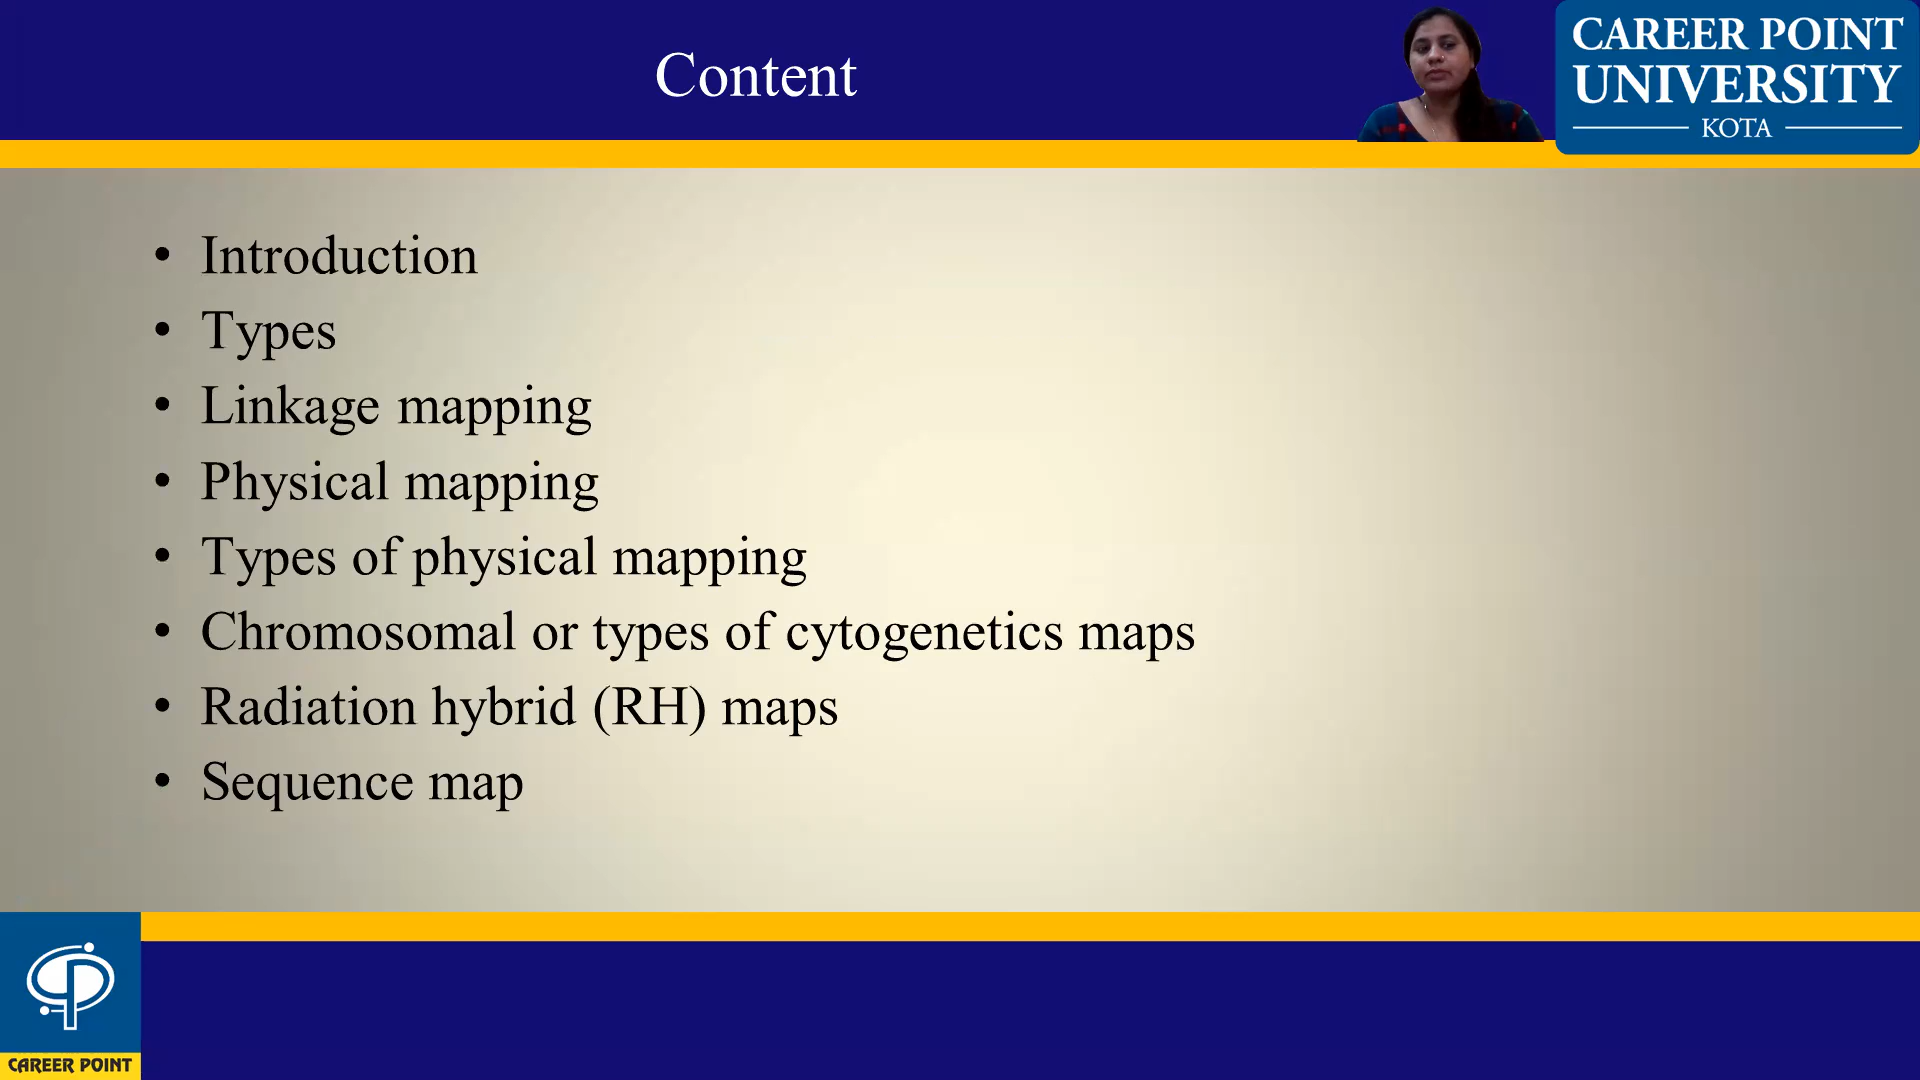 Content
CAREER POINT
UNIVERSITY
KOTA
• Introduction
• Types
• Linkage mapping
• Physical mapping
• Types of physical mapping
• Chromosomal or types of cytogenetics maps
• Radiation hybrid (RH) maps
• Sequence map
CAREER POINT